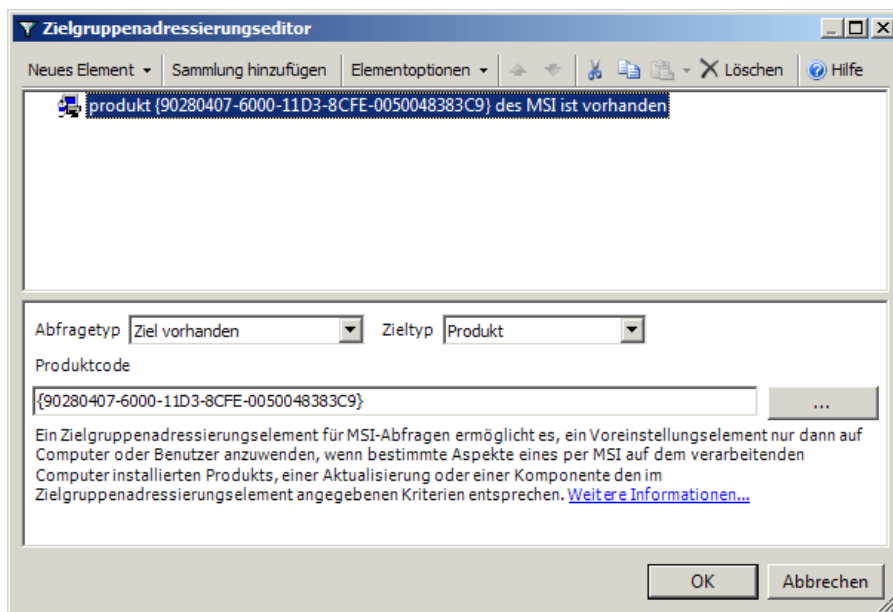 Zielgruppenadressierungseditor
Neues Element Sammlung hinzufügen Elementoptionen Löschen Hilfe
produkt {90280407-6000-11D3-8CFE-0050048383C9} des MSI ist vorhanden
Abfragetyp Ziel vorhanden Zieltyp Produkt
Produktcode
{90280407-6000-11D3-8CFE-0050048383C9} ...
Ein Zielgruppenadressierungselement für MSI-Abfragen ermöglicht es, ein Voreinstellungselement nur dann auf
Computer oder Benutzer anzuwenden, wenn bestimmte Aspekte eines per MSI auf dem verarbeitenden
Computer installierten Produkts, einer Aktualisierung oder einer Komponente den im
Zielgruppenadressierungselement angegebenen Kriterien entsprechen. Weitere Informationen...
OK Abbrechen